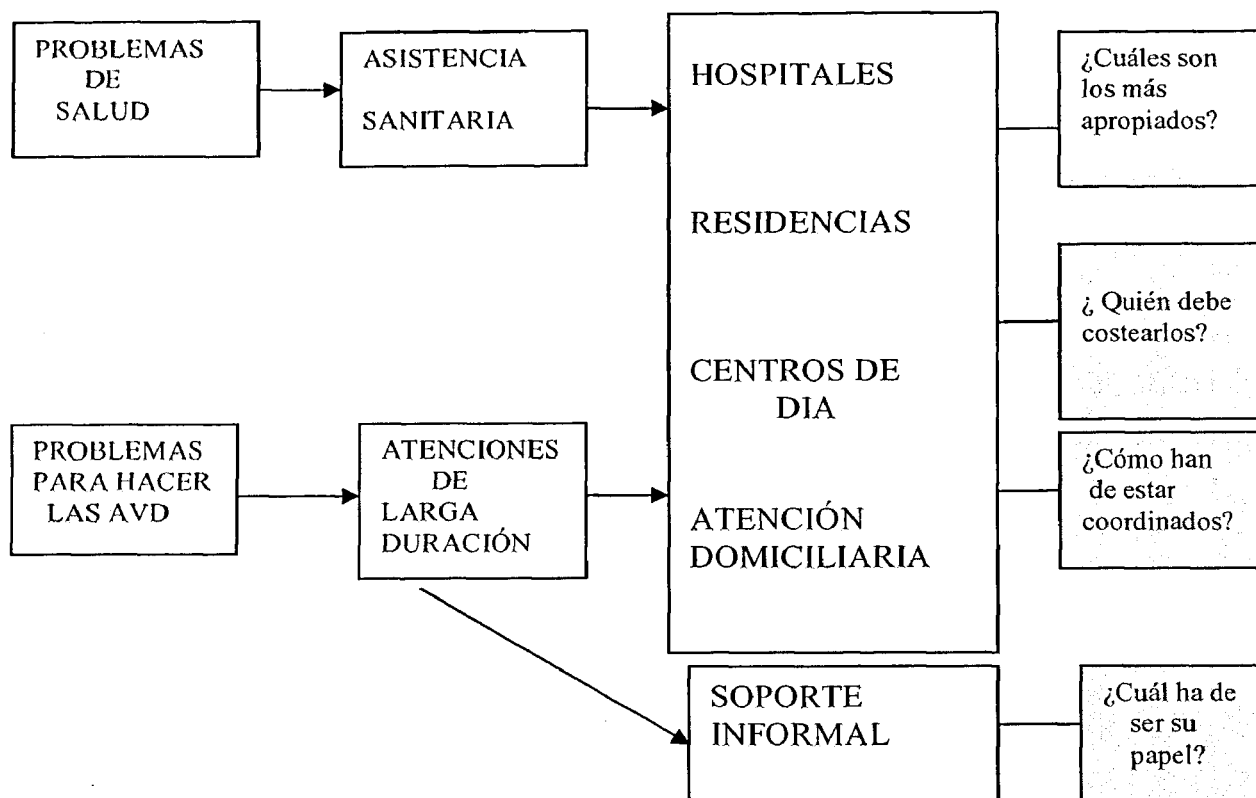 PROBLEMAS
DE
SALUD
ASISTENCIA
SANITARIA
HOSPITALES
RESIDENCIAS
CENTROS DE
DIA
ATENCIÓN
DOMICILIARIA
¿Cuáles son
los más
apropiados?
¿ Quién debe
costearlos?
¿Cómo han
de estar
coordinados?
PROBLEMAS
PARA HACER
LAS AVD
ATENCIONES
DE
LARGA
DURACIÓN
SOPORTE
INFORMAL
¿Cuál ha de
ser su
papel?